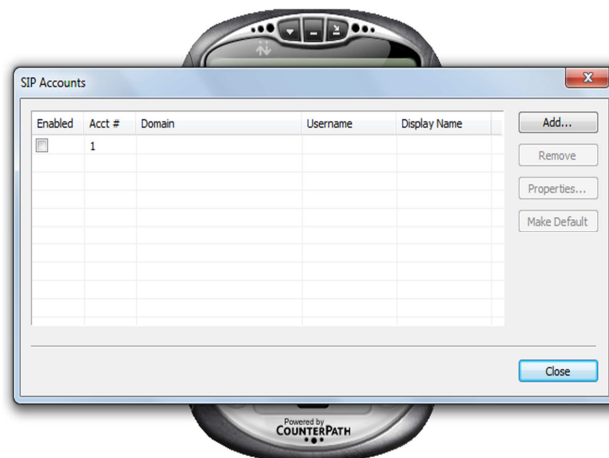 SIP Accounts
Enabled Acct # Domain Username Display Name
1
Add...
Remove
Properties...
Make Default
Close
Powered by
COUNTERPATH